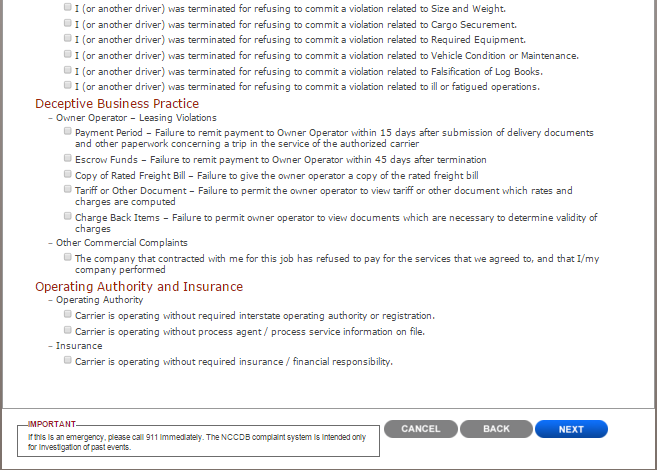 I (or another driver) was terminated for refusing to commit a violation related to Size and Weight.
I (or another driver) was terminated for refusing to commit a violation related to Cargo Securement.
I (or another driver) was terminated for refusing to commit a violation related to Required Equipment.
I (or another driver) was terminated for refusing to commit a violation related to Vehicle Condition or Maintenance.
I (or another driver) was terminated for refusing to commit a violation related to Falsification of Log Books.
I (or another driver) was terminated for refusing to commit a violation related to ill or fatigued operations.
Deceptive Business Practice
– Owner Operator – Leasing Violations
Payment Period – Failure to remit payment to Owner Operator within 15 days after submission of delivery documents
and other paperwork concerning a trip in the service of the authorized carrier
Escrow Funds – Failure to remit payment to Owner Operator within 45 days after termination
Copy of Rated Freight Bill – Failure to give the owner operator a copy of the rated freight bill
Tariff or Other Document – Failure to permit the owner operator to view tariff or other document which rates and
charges are computed
Charge Back Items – Failure to permit owner operator to view documents which are necessary to determine validity of
charges
– Other Commercial Complaints
The company that contracted with me for this job has refused to pay for the services that we agreed to, and that I/my
company performed
Operating Authority and Insurance
– Operating Authority
Carrier is operating without required interstate operating authority or registration.
Carrier is operating without process agent / process service information on file.
– Insurance
Carrier is operating without required insurance / financial responsibility.
IMPORTANT
If this is an emergency, please call 911 immediately. The NCCDB complaint system is intended only
for investigation of past events.
CANCEL BACK NEXT